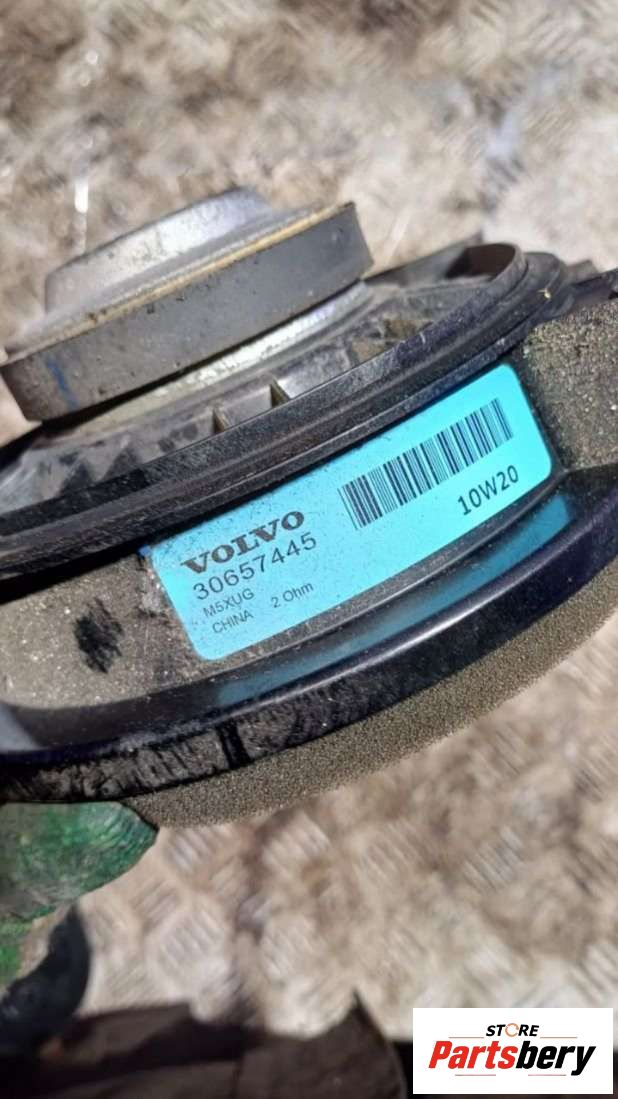 VOLVO
30657445
M5XUG
CHINA 2 Ohm
10W20
STORE
Partsbery